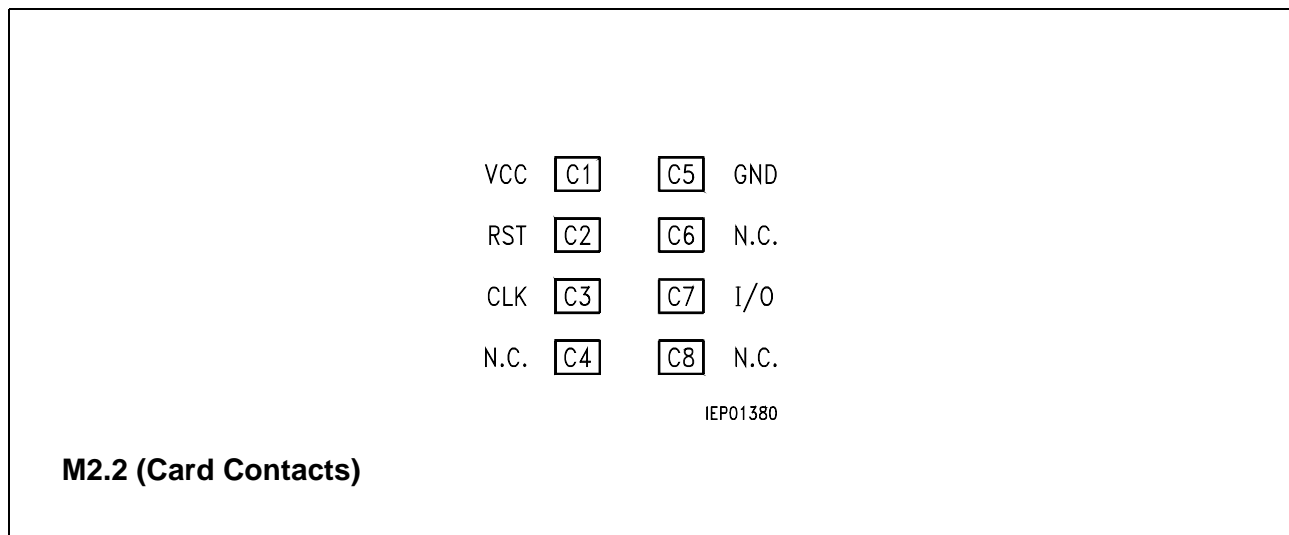 VCC C1 C5 GND
RST C2 C6 N.C.
CLK C3 C7 I/O
N.C. C4 C8 N.C.
IEP01380
M2.2 (Card Contacts)